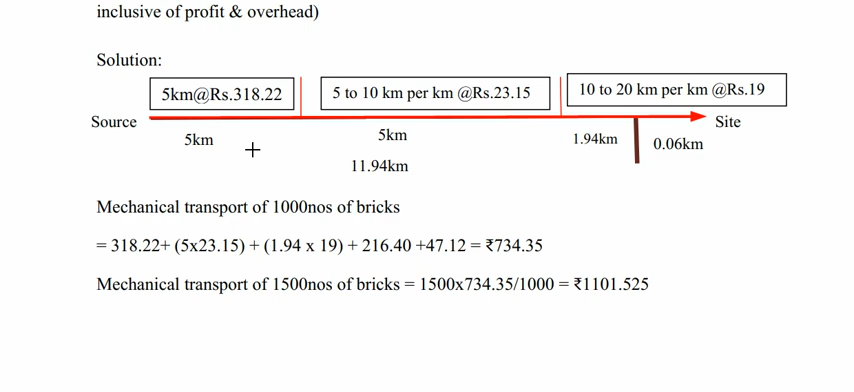 inclusive of profit & overhead)
Solution:
5km@Rs.318.22
5 to 10 km per km @Rs.23.15
10 to 20 km per km @Rs.19
Source
Site
5km
5km
1.94km
0.06km
11.94km
Mechanical transport of 1000nos of bricks
= 318.22+ (5x23.15) + (1.94 x 19) + 216.40 +47.12 = ₹734.35
Mechanical transport of 1500nos of bricks = 1500x734.35/1000 = ₹1101.525